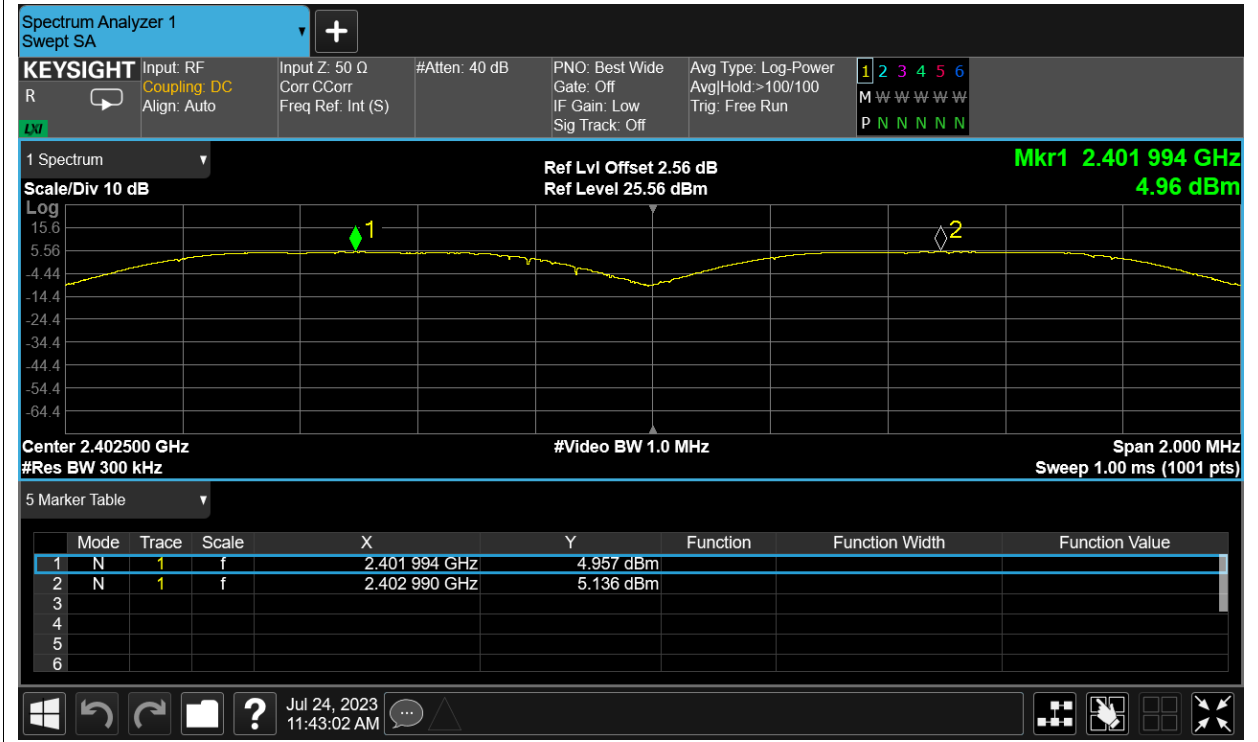 Spectrum Analyzer 1
Swept SA
+
KEYSIGHT
R
LXI
Input: RF
Coupling: DC
Align: Auto
Input Z: 50 Ω
Corr CCorr
Freq Ref: Int (S)
#Atten: 40 dB
PNO: Best Wide
Gate: Off
IF Gain: Low
Sig Track: Off
Avg Type: Log-Power
Avg|Hold:>100/100
Trig: Free Run
1 2 3 4 5 6
M W W W W W
P N N N N N
1 Spectrum
Scale/Div 10 dB
Ref Lvl Offset 2.56 dB
Ref Level 25.56 dBm
Mkr1 2.401 994 GHz
4.96 dBm
Log
15.6
5.56
-4.44
-14.4
-24.4
-34.4
-44.4
-54.4
-64.4
1
2
Center 2.402500 GHz
#Res BW 300 kHz
#Video BW 1.0 MHz
Span 2.000 MHz
Sweep 1.00 ms (1001 pts)
5 Marker Table
Mode Trace Scale X Y Function Function Width Function Value
1 N 1 f 2.401 994 GHz 4.957 dBm
2 N 1 f 2.402 990 GHz 5.136 dBm
3
4
5
6
?
Jul 24, 2023
11:43:02 AM